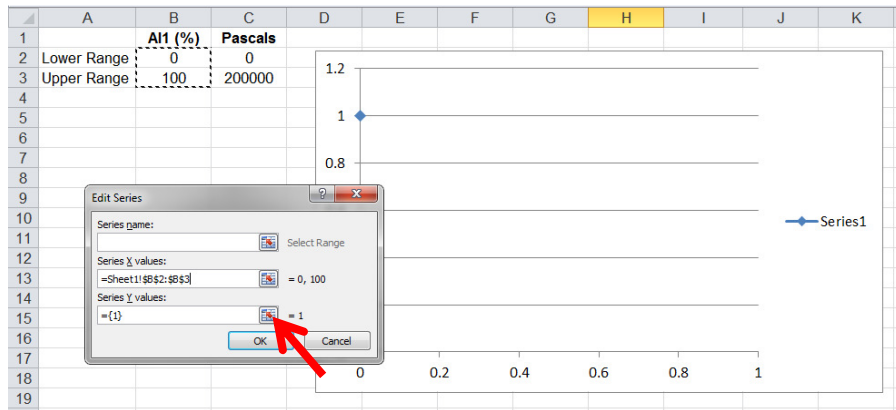 A B C D E F G H I J K
1 AI1 (%) Pascals
2 Lower Range 0 0
3 Upper Range 100 200000
4
5
6
7
8
9
10
11
12
13
14
15
16
17
18
19
1.2
1
0.8
0 0.2 0.4 0.6 0.8 1
Series1
Edit Series
Series name:
Select Range
Series X values:
=Sheet1!$B$2:$B$3 = 0, 100
Series Y values:
={1} = 1
OK Cancel